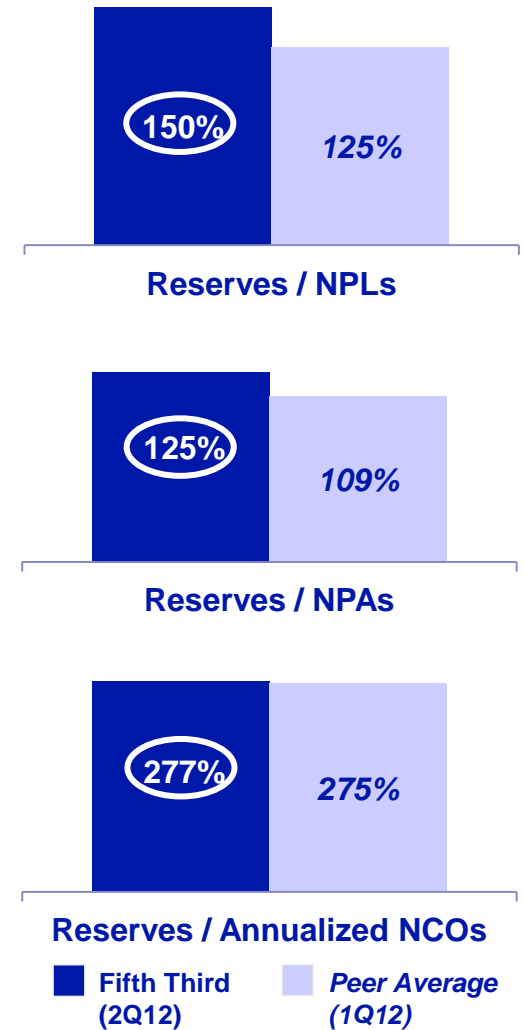 150%
125%
Reserves / NPLs
125%
109%
Reserves / NPAs
277%
275%
Reserves / Annualized NCOs
Fifth Third
(2Q12)
Peer Average
(1Q12)